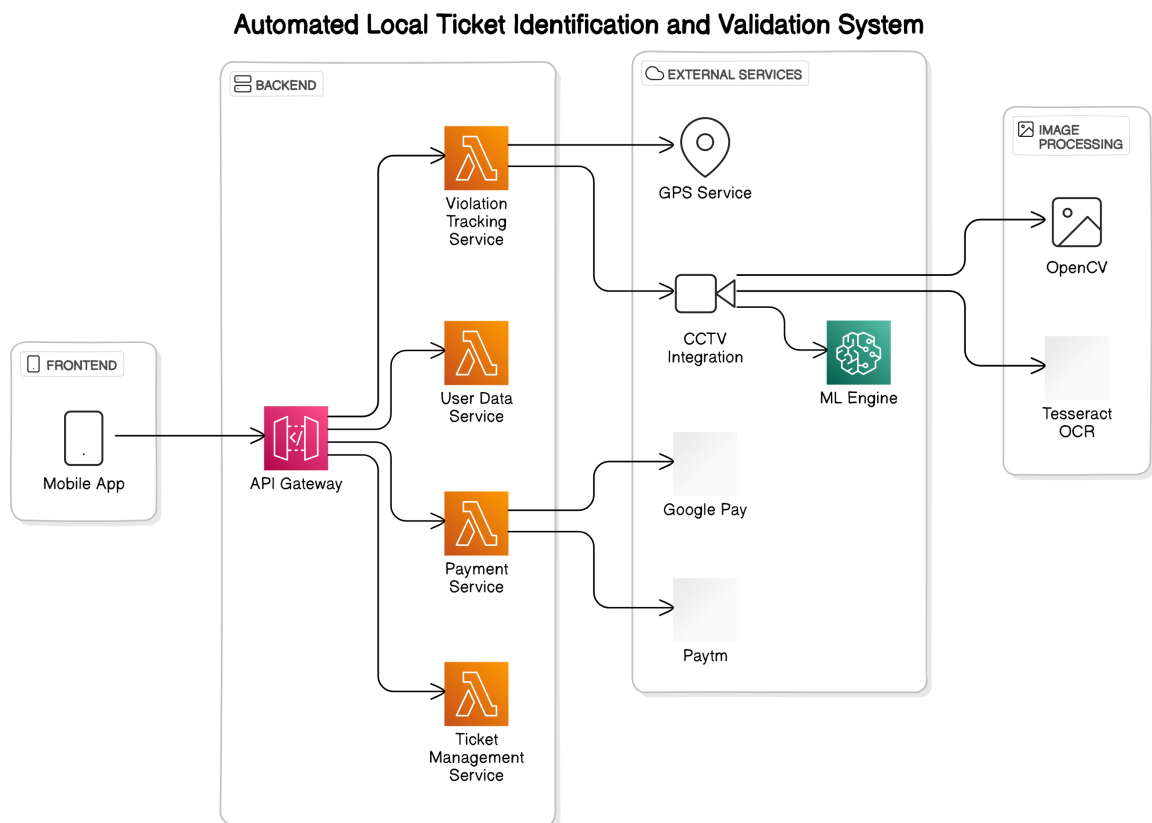 Automated Local Ticket Identification and Validation System
BACKEND
EXTERNAL SERVICES
IMAGE
PROCESSING
GPS Service
Violation
Tracking
Service
OpenCV
CCTV
Integration
FRONTEND
User Data
Service
ML Engine
Tesseract
OCR
Mobile App
</>
API Gateway
Google Pay
Payment
Service
Paytm
Ticket
Management
Service